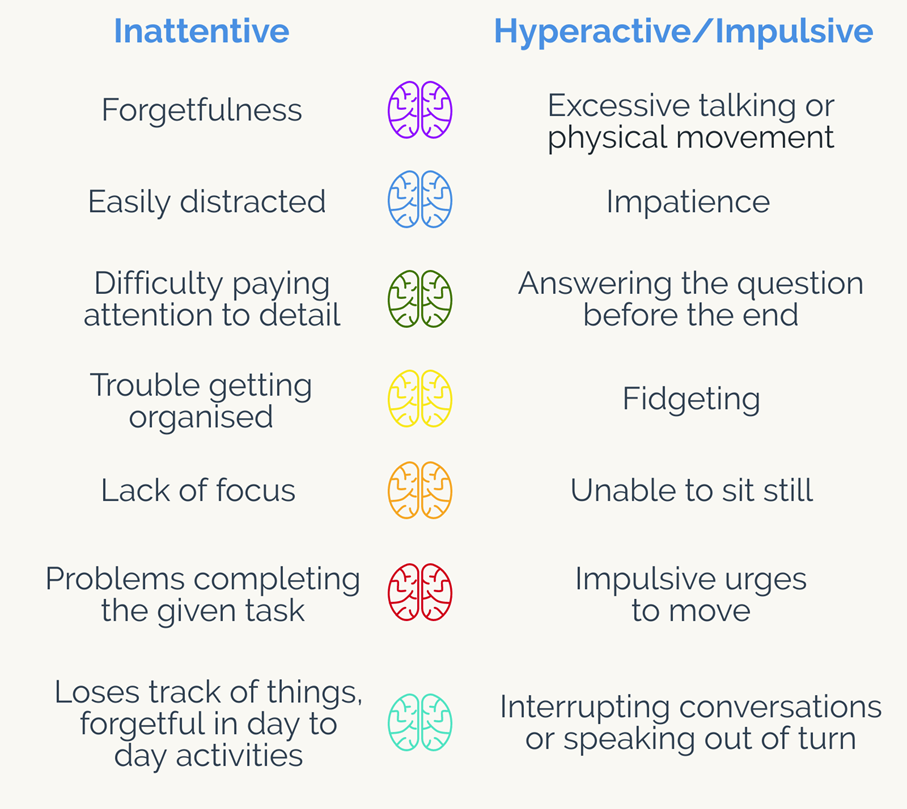 Inattentive
Hyperactive/Impulsive
Forgetfulness
Excessive talking or
physical movement
Easily distracted
Impatience
Difficulty paying
attention to detail
Answering the question
before the end
Trouble getting
organised
Fidgeting
Lack of focus
Unable to sit still
Problems completing
the given task
Impulsive urges
to move
Loses track of things,
forgetful in day to
day activities
Interrupting conversations
or speaking out of turn